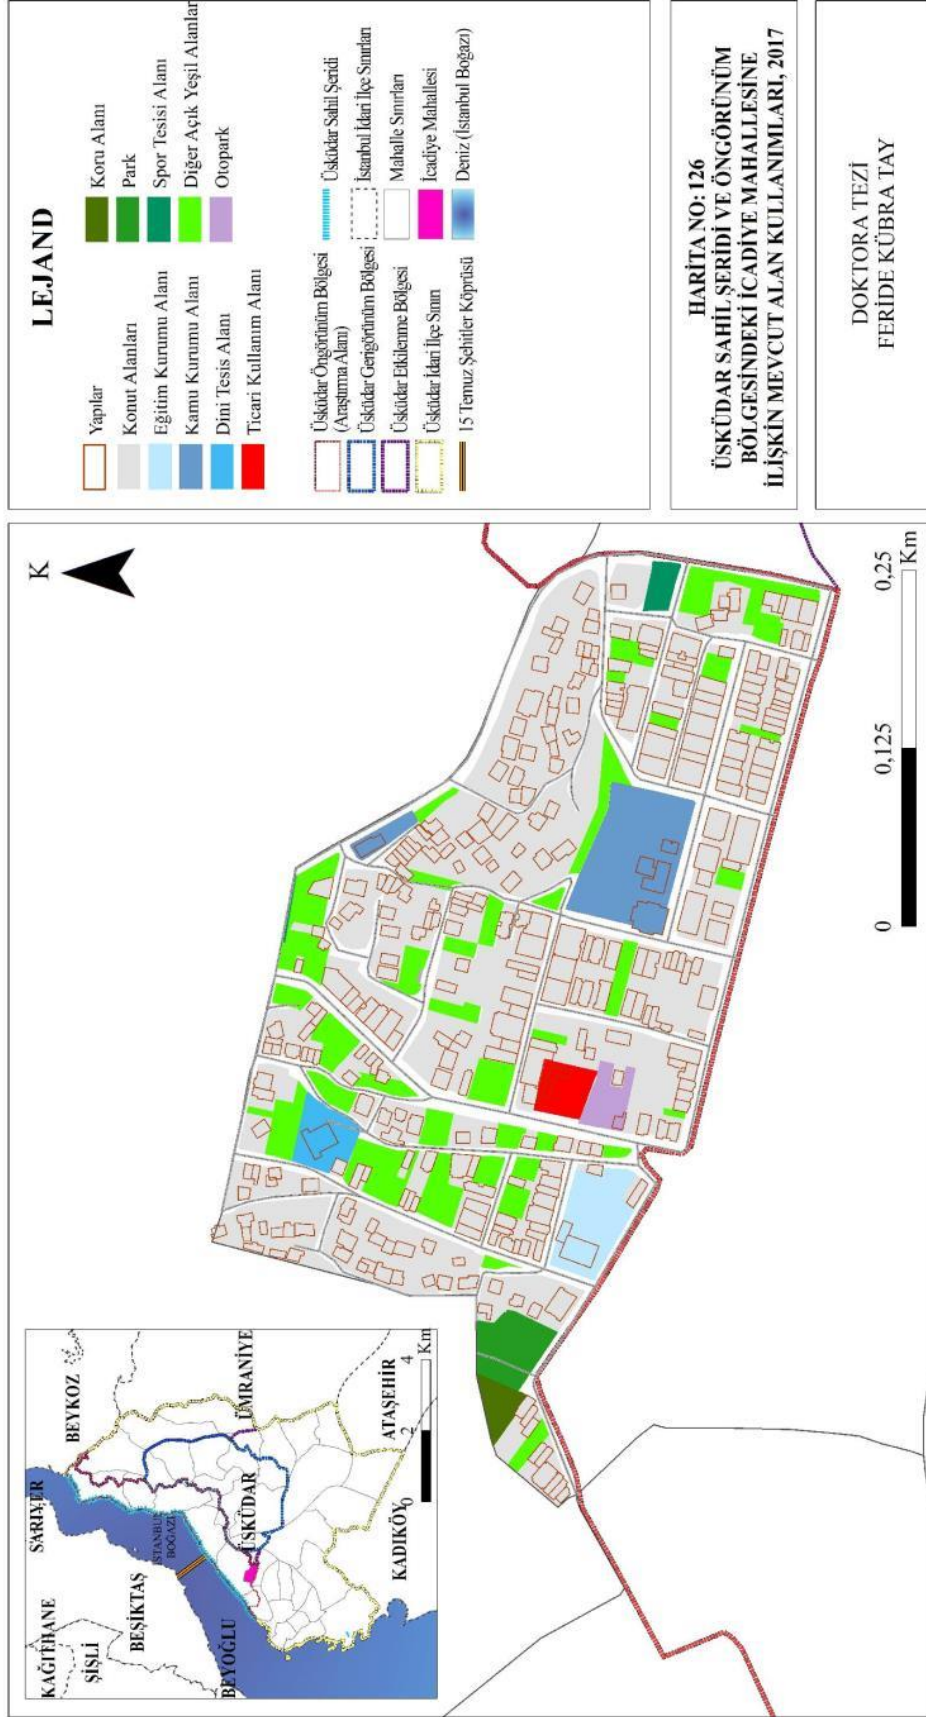 LEJAND
Yapılar
Konut Alanları
Eğitim Kurumu Alanı
Kamu Kurumu Alanı
Dini Tesis Alanı
Ticari Kullanım Alanı
Koru Alanı
Park
Spor Tesisi Alanı
Diğer Açık Yeşil Alanlar
Otopark
Üsküdar Öngörünüm Bölgesi
(Araştırma Alanı)
Üsküdar Gerigörünüm Bölgesi
Üsküdar Etkilenme Bölgesi
Üsküdar İdari İlçe Sınırı
15 Temuz Şehitler Köprüsü
Üsküdar Sahil Şeridi
İstanbul İdari İlçe Sınırları
Mahalle Sınırları
İcadiye Mahallesi
Deniz (İstanbul Boğazı)
HARİTA NO: 126
ÜSKÜDAR SAHİL ŞERİDİ VE ÖNGÖRÜNÜM
BÖLGESİNDEKİ İCADİYE MAHALLESİNE
İLİŞKİN MEVCUT ALAN KULLANIMLARI, 2017
DOKTORA TEZİ
FERİDE KÜBRA TAY
K
0 0,125 0,25
Km
KAĞITHANE
SARIYER
BEYKOZ
ŞİŞLİ
BEŞİKTAŞ
İSTANBUL
BOĞAZI
BEYOĞLU
ÜSKÜDAR
ÜMRANİYE
KADIKÖY
ATAŞEHİR
0 2 4
Km